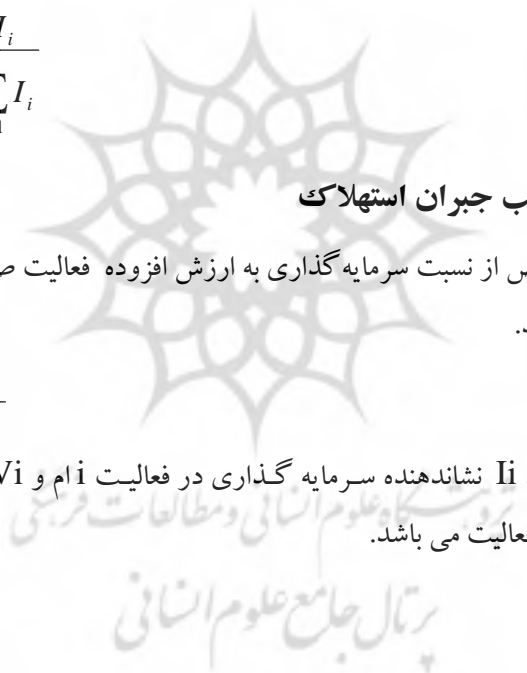 I_i
∑ I_i
ب جبران استهلاک
از نسبت سرمایه‌گذاری به ارزش افزوده فعالیت
Ii نشاندهنده سرمایه گذاری در فعالیت i ام و Vi
فعالیت می باشد.
پژوهشگاه علوم انسانی و مطالعات فرهنگی
پرتال جامع علوم انسانی